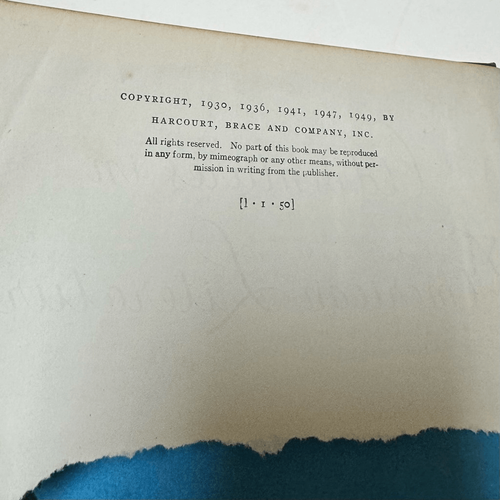 COPYRIGHT, 1930, 1936, 1941, 1947, 1949, BY
HARCOURT, BRACE AND COMPANY, INC.
All rights reserved. No part of this book may be reproduced
in any form, by mimeograph or any other means, without per-
mission in writing from the publisher.
[l · 1 · 50]
American Literature